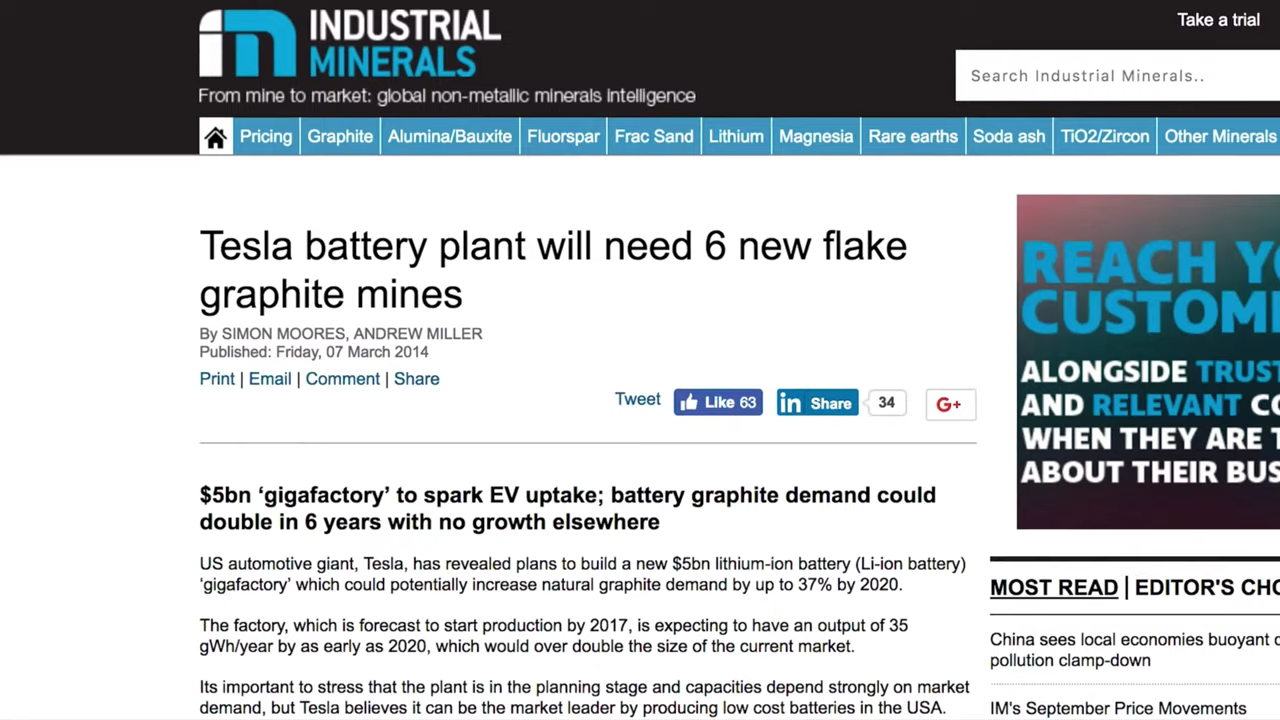 INDUSTRIAL
MINERALS
From mine to market: global non-metallic minerals intelligence
Take a trial
Search Industrial Minerals..
Pricing
Graphite
Alumina/Bauxite
Fluorspar
Frac Sand
Lithium
Magnesia
Rare earths
Soda ash
TiO2/Zircon
Other Minerals
Tesla battery plant will need 6 new flake
graphite mines
By SIMON MOORES, ANDREW MILLER
Published: Friday, 07 March 2014
Print | Email | Comment | Share
Tweet
Like 63
in Share
34
G+
$5bn ‘gigafactory’ to spark EV uptake; battery graphite demand could
double in 6 years with no growth elsewhere
US automotive giant, Tesla, has revealed plans to build a new $5bn lithium-ion battery (Li-ion battery)
‘gigafactory’ which could potentially increase natural graphite demand by up to 37% by 2020.
The factory, which is forecast to start production by 2017, is expecting to have an output of 35
gWh/year by as early as 2020, which would over double the size of the current market.
Its important to stress that the plant is in the planning stage and capacities depend strongly on market
demand, but Tesla believes it can be the market leader by producing low cost batteries in the USA.
REACH
CUSTOM
ALONGSIDE TRUST
AND RELEVANT CO
WHEN THEY ARE T
ABOUT THEIR BUS
MOST READ | EDITOR'S CHO
China sees local economies buoyant
pollution clamp-down
IM's September Price Movements